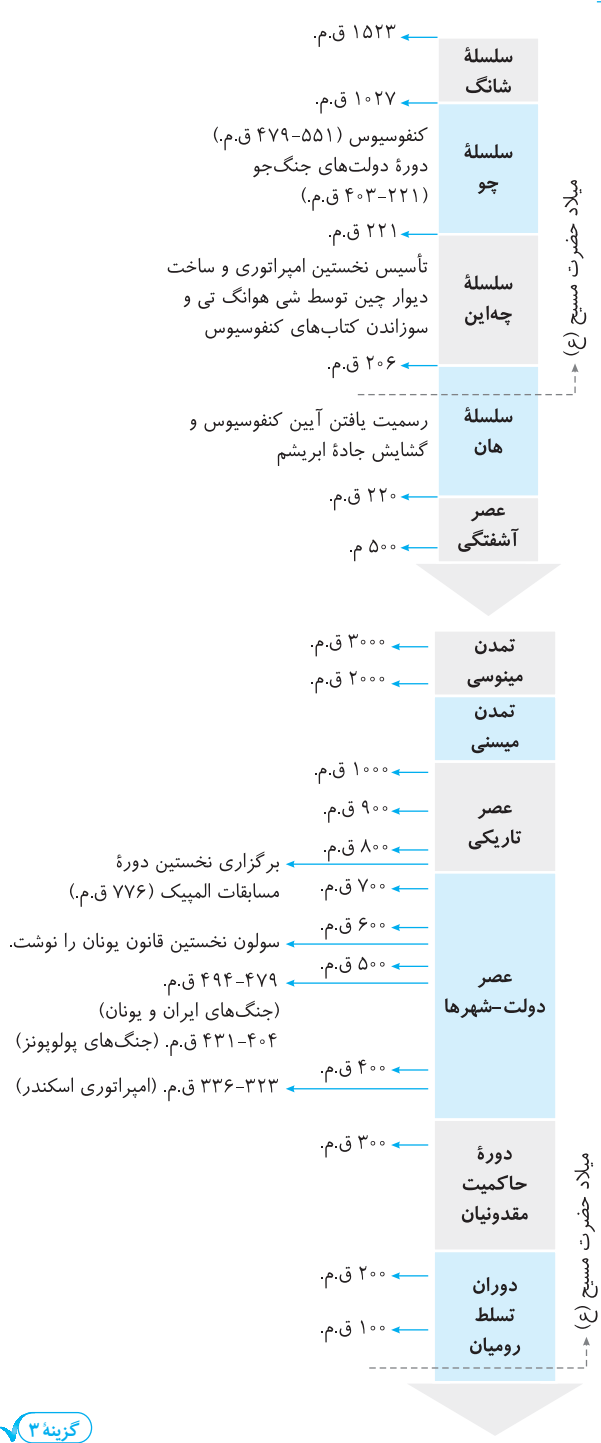 ۱۵۲۳ ق.م.
سلسلهٔ
شانگ
۱۰۲۷ ق.م.
کنفوسیوس (۵۵۱-۴۷۹ ق.م.)
دورهٔ دولت‌های جنگ‌جو
(۲۲۱-۴۰۳ ق.م.)
سلسلهٔ
چو
۲۲۱ ق.م.
تأسیس نخستین امپراتوری و ساخت
دیوار چین توسط شی هوانگ تی و
سوزاندن کتاب‌های کنفوسیوس
سلسلهٔ
چه‌این
میلاد حضرت مسیح (ع)
۲۰۶ ق.م.
سلسلهٔ
هان
رسمیت یافتن آیین کنفوسیوس و
گشایش جادهٔ ابریشم
۲۲۰ ق.م.
عصر
آشفتگی
۵۰۰ م.
تمدن
مینوسی
۳۰۰۰ ق.م.
۲۰۰۰ ق.م.
تمدن
میسنی
۱۰۰۰ ق.م.
۹۰۰ ق.م.
عصر
تاریکی
۸۰۰ ق.م.
برگزاری نخستین دورهٔ
مسابقات المپیک (۷۷۶ ق.م.)
۷۰۰ ق.م.
۶۰۰ ق.م.
سولون نخستین قانون یونان را نوشت.
۵۰۰ ق.م.
عصر
دولت-شهرها
۴۷۹-۴۹۴ ق.م.
(جنگ‌های ایران و یونان)
۴۰۴-۴۳۱ ق.م. (جنگ‌های پولوپونز)
۴۰۰ ق.م.
۳۲۳-۳۳۶ ق.م. (امپراتوری اسکندر)
۳۰۰ ق.م.
دورهٔ
حاکمیت
مقدونیان
میلاد حضرت مسیح (ع)
۲۰۰ ق.م.
دوران
تسلط
رومیان
۱۰۰ ق.م.
گزینهٔ ۳